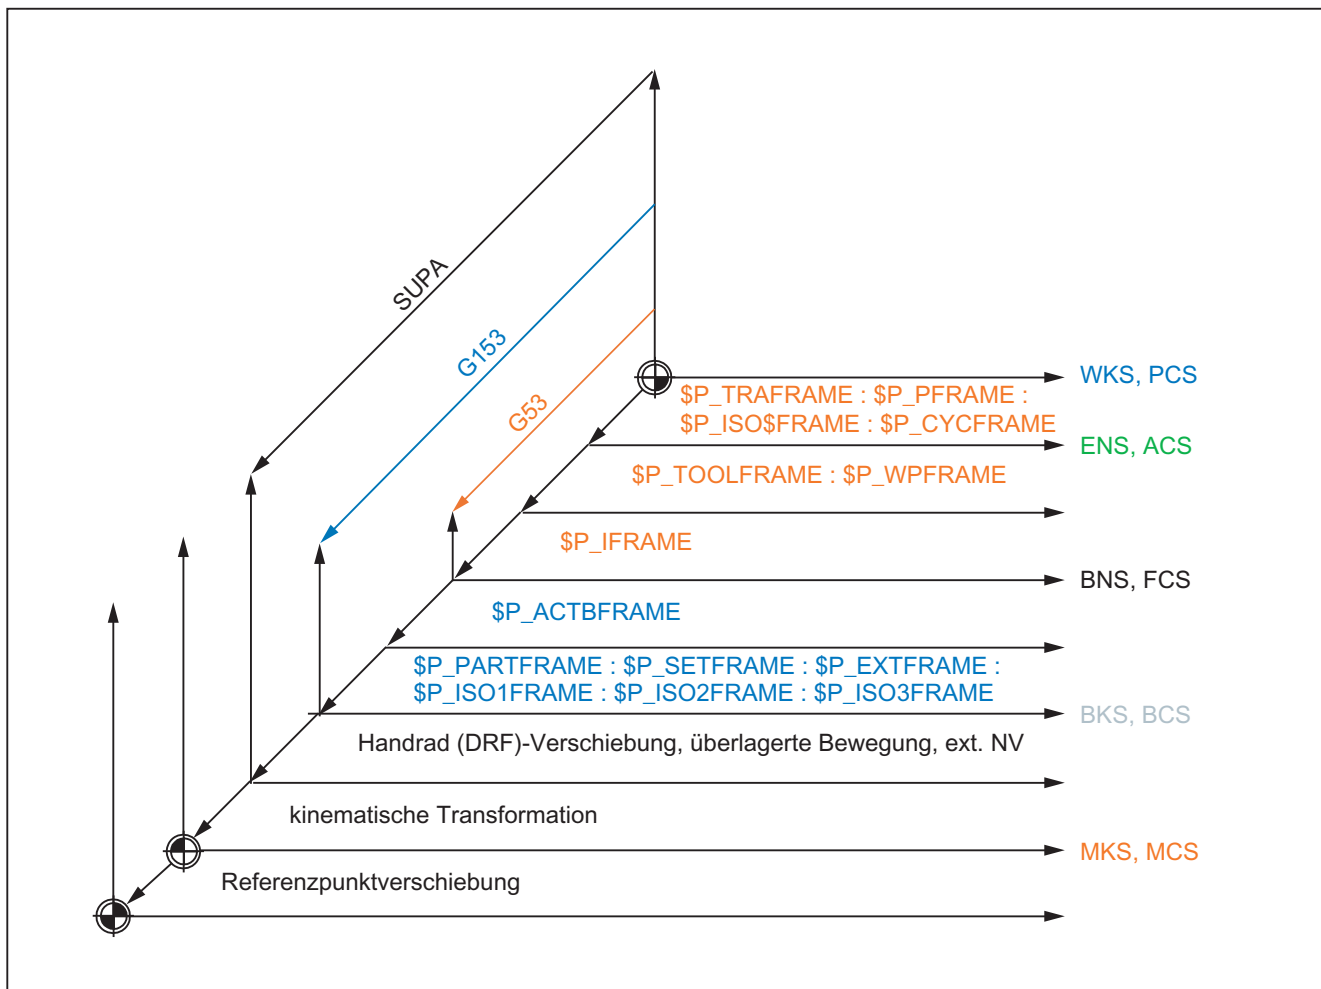 SUPA
G153
G53
WKS, PCS
$P_TRAFRAME : $P_PFRAME :
$P_ISO$FRAME : $P_CYCFRAME
ENS, ACS
$P_TOOLFRAME : $P_WPFRAME
$P_IFRAME
BNS, FCS
$P_ACTBFRAME
$P_PARTFRAME : $P_SETFRAME : $P_EXTFRAME :
$P_ISO1FRAME : $P_ISO2FRAME : $P_ISO3FRAME
BKS, BCS
Handrad (DRF)-Verschiebung, überlagerte Bewegung, ext. NV
kinematische Transformation
MKS, MCS
Referenzpunktverschiebung